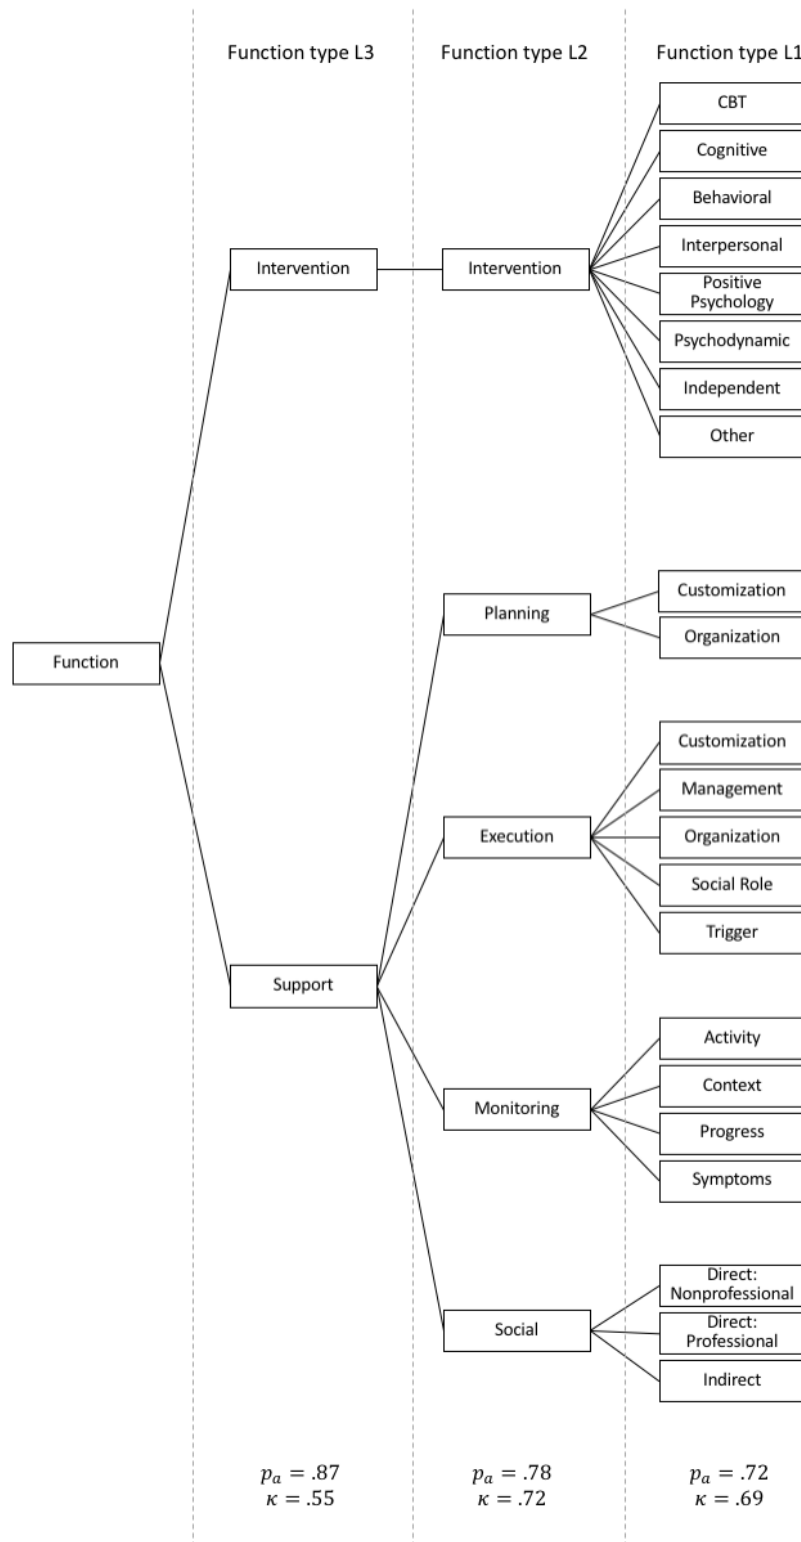 Function type L3
Function type L2
Function type L1
CBT
Cognitive
Behavioral
Intervention
Intervention
Interpersonal
Positive
Psychology
Psychodynamic
Independent
Other
Planning
Customization
Organization
Function
Customization
Management
Execution
Organization
Social Role
Trigger
Support
Activity
Context
Monitoring
Progress
Symptoms
Direct:
Nonprofessional
Social
Direct:
Professional
Indirect
pₐ = .87
κ = .55
pₐ = .78
κ = .72
pₐ = .72
κ = .69